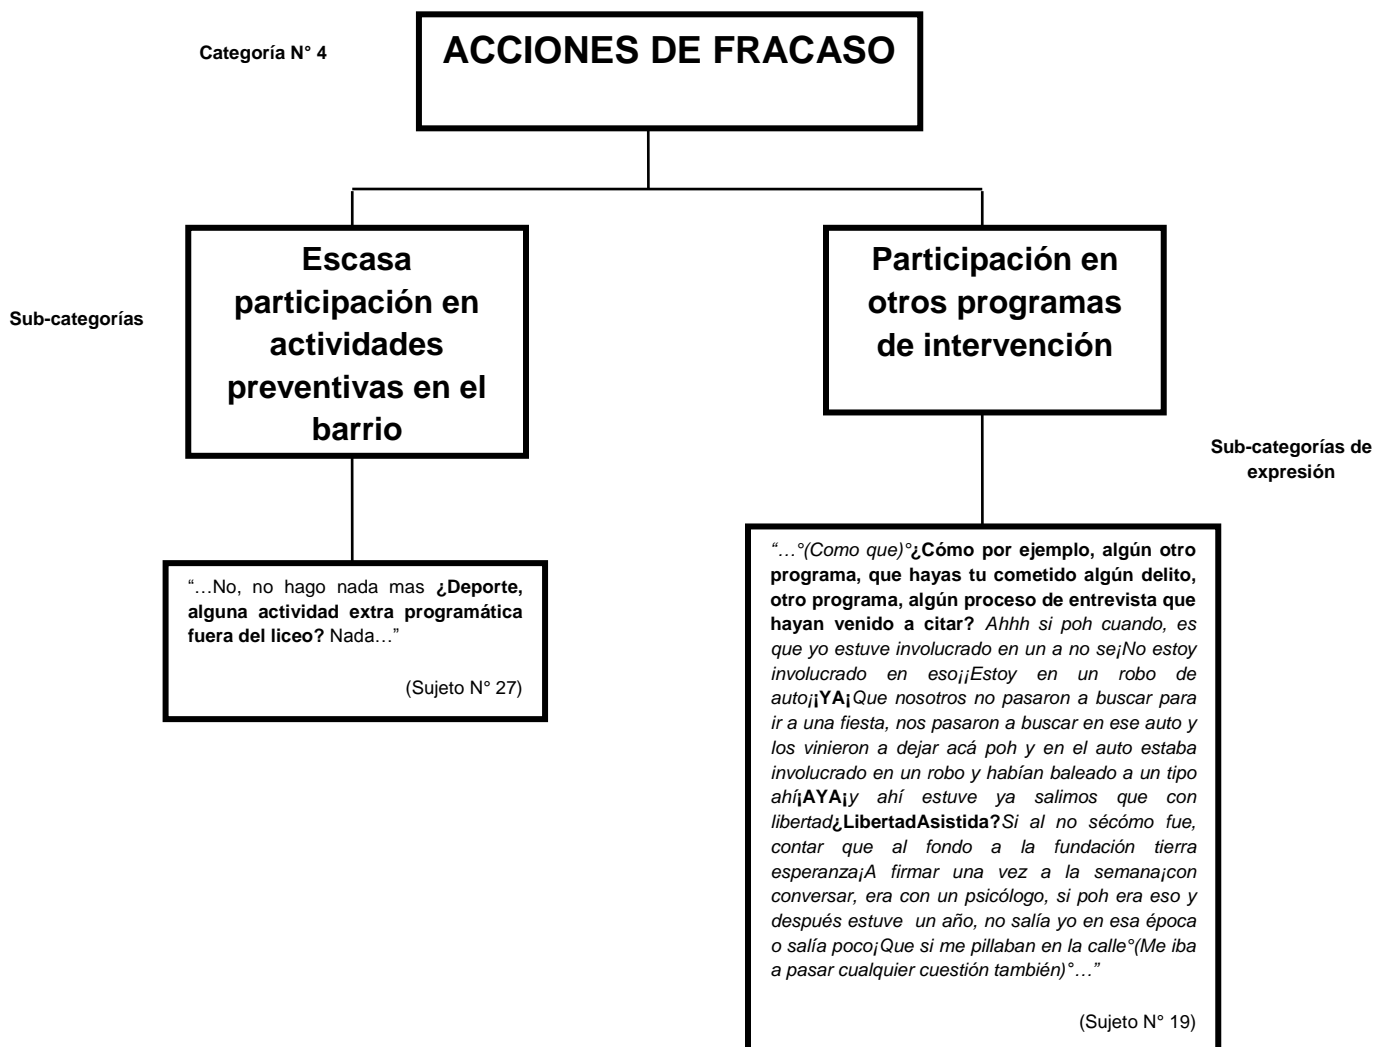 Categoría N° 4
ACCIONES DE FRACASO
Sub-categorías
Escasa
participación en
actividades
preventivas en el
barrio
Participación en
otros programas
de intervención
Sub-categorías de
expresión
“…No, no hago nada mas ¿Deporte,
alguna actividad extra programática
fuera del liceo? Nada…”
(Sujeto N° 27)
“…°(Como que)°¿Cómo por ejemplo, algún otro
programa, que hayas tu cometido algún delito,
otro programa, algún proceso de entrevista que
hayan venido a citar? Ahhh si poh cuando, es
que yo estuve involucrado en un a no se¡No estoy
involucrado en eso¡¡Estoy en un robo de
auto¡¡YA¡Que nosotros no pasaron a buscar para
ir a una fiesta, nos pasaron a buscar en ese auto y
los vinieron a dejar acá poh y en el auto estaba
involucrado en un robo y habían baleado a un tipo
ahí¡AYA¡y ahí estuve ya salimos que con
libertad¿LibertadAsistida?Si al no sécómo fue,
contar que al fondo a la fundación tierra
esperanza¡A firmar una vez a la semana¡con
conversar, era con un psicólogo, si poh era eso y
después estuve un año, no salía yo en esa época
o salía poco¡Que si me pillaban en la calle°(Me iba
a pasar cualquier cuestión también)°…”
(Sujeto N° 19)